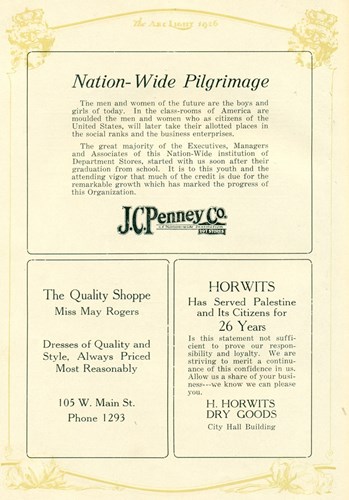 Nation-Wide Pilgrimage
The men and women of the future are the boys and
girls of today. In the class-rooms of America are
moulded the men and women who as citizens of the
United States, will later take their allotted places in
the social ranks and the business enterprises.
The great majority of the Executives, Managers
and Associates of this Nation-Wide institution of
Department Stores, started with us soon after their
graduation from school. It is to this youth and the
attending vigor that much of the credit is due for the
remarkable growth which has marked the progress of
this Organization.
J.C.Penney Co.
The Quality Shoppe
Miss May Rogers
Dresses of Quality and
Style, Always Priced
Most Reasonably
105 W. Main St.
Phone 1293
HORWITS
Has Served Palestine
and Its Citizens for
26 Years
Is this statement not suffi-
cient to prove our respon-
sibility and loyalty. We are
striving to merit a continu-
ance of this confidence in us.
Allow us a share of your busi-
ness---we know we can please
you.
H. HORWITS
DRY GOODS
City Hall Building